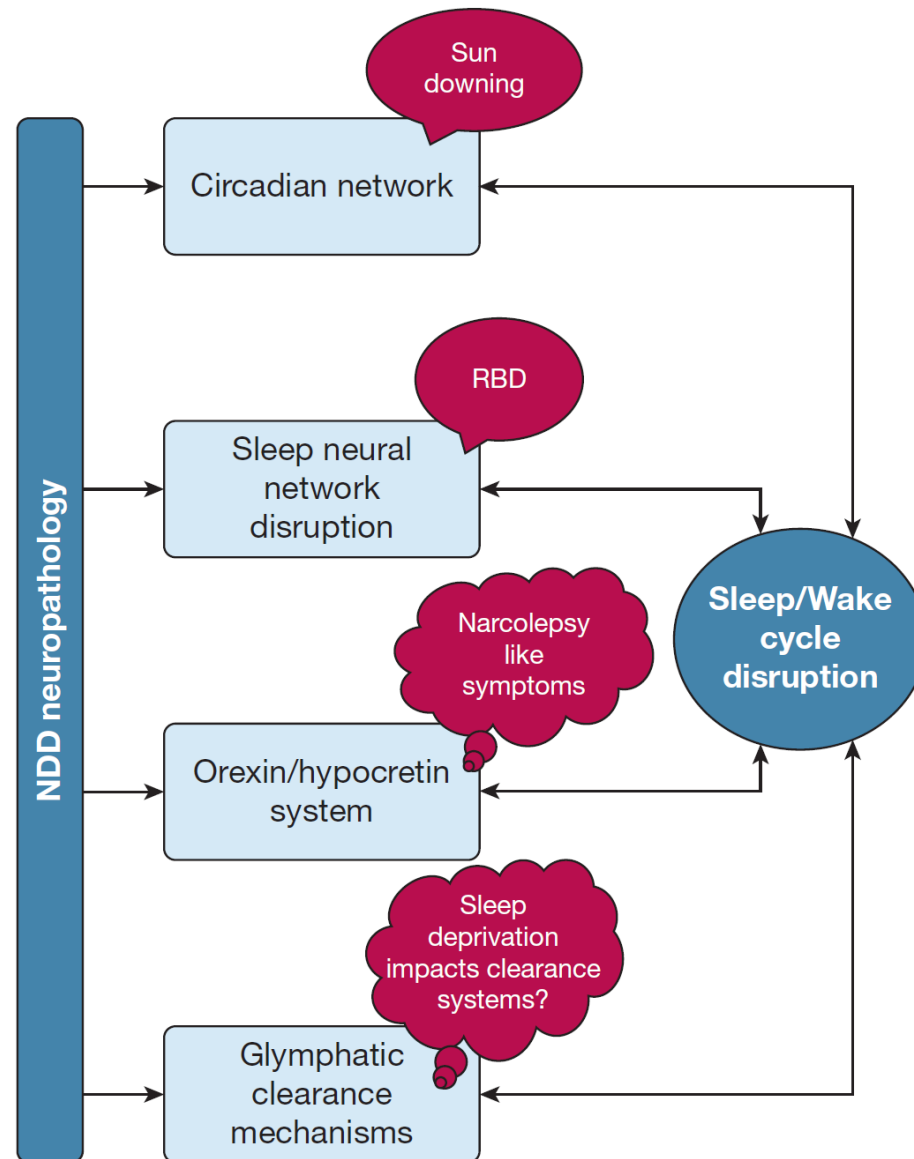 Sun
downing
Circadian network
RBD
Sleep neural
network
disruption
NDD neuropathology
Sleep/Wake
cycle
disruption
Narcolepsy
like
symptoms
Orexin/hypocretin
system
Sleep
deprivation
impacts clearance
systems?
Glymphatic
clearance
mechanisms